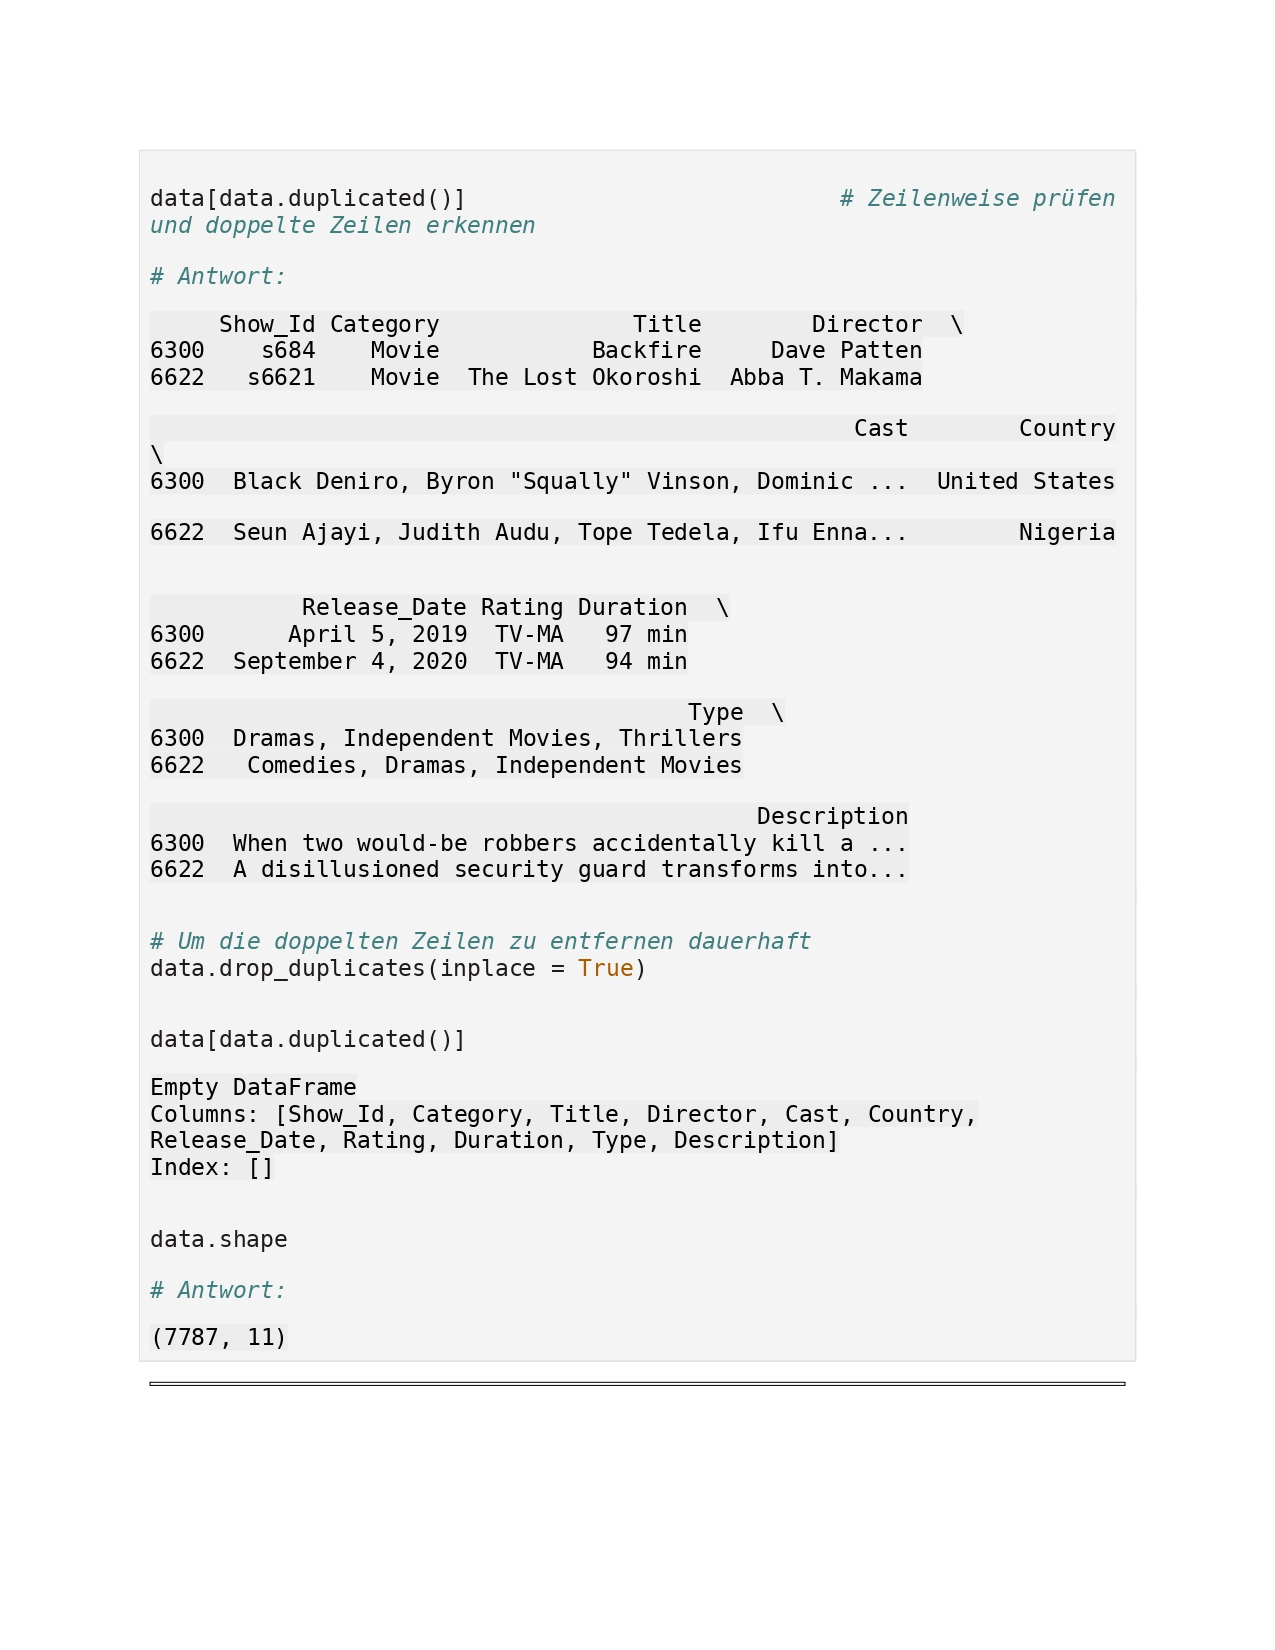 data[data.duplicated()]                           # Zeilenweise prüfen
und doppelte Zeilen erkennen
# Antwort:
     Show_Id Category              Title        Director  \
6300    s684    Movie           Backfire     Dave Patten
6622   s6621    Movie  The Lost Okoroshi  Abba T. Makama
                                                   Cast        Country
\
6300  Black Deniro, Byron "Squally" Vinson, Dominic ...  United States
6622  Seun Ajayi, Judith Audu, Tope Tedela, Ifu Enna...        Nigeria
           Release_Date Rating Duration  \
6300      April 5, 2019  TV-MA   97 min
6622  September 4, 2020  TV-MA   94 min
                                       Type  \
6300  Dramas, Independent Movies, Thrillers
6622   Comedies, Dramas, Independent Movies
                                            Description
6300  When two would-be robbers accidentally kill a ...
6622  A disillusioned security guard transforms into...
# Um die doppelten Zeilen zu entfernen dauerhaft
data.drop_duplicates(inplace = True)
data[data.duplicated()]
Empty DataFrame
Columns: [Show_Id, Category, Title, Director, Cast, Country,
Release_Date, Rating, Duration, Type, Description]
Index: []
data.shape
# Antwort:
(7787, 11)